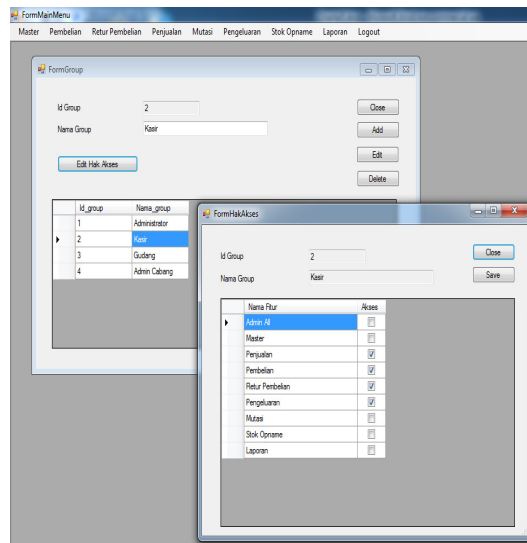 FormMainMenu
Master Pembelian Retur Pembelian Penjualan Mutasi Pengeluaran Stok Opname Laporan Logout
FormGroup
Id Group 2 Close
Nama Group Kasir Add
Edit Hak Akses Edit
Delete
Id_group Nama_group
1 Administrator
2 Kasir
3 Gudang
4 Admin Cabang
FormHakAkses
Id Group 2 Close
Nama Group Kasir Save
Nama Fitur Akses
Admin All
Master
Penjualan
Pembelian
Retur Pembelian
Pengeluaran
Mutasi
Stok Opname
Laporan